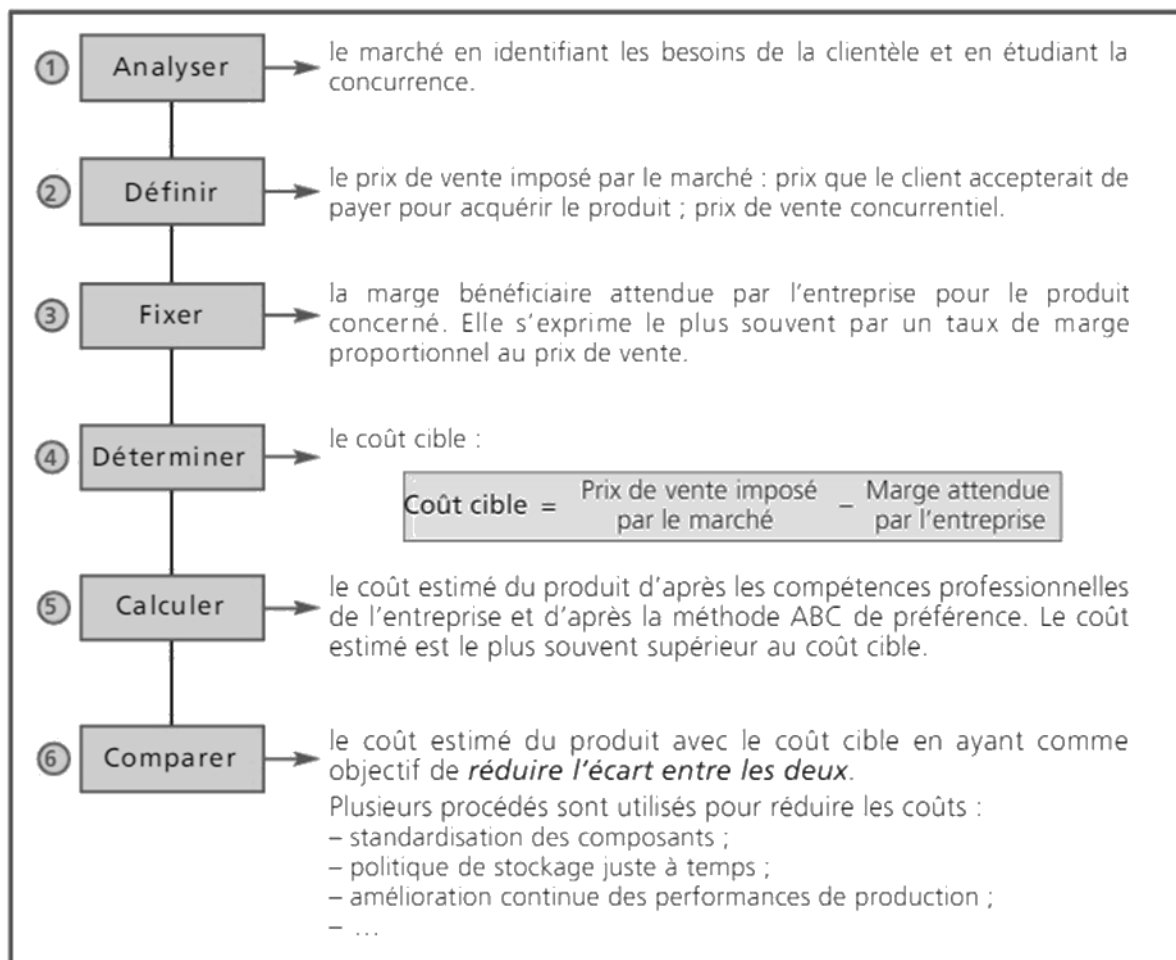 ① Analyser
le marché en identifiant les besoins de la clientèle et en étudiant la
concurrence.
② Définir
le prix de vente imposé par le marché : prix que le client accepterait de
payer pour acquérir le produit ; prix de vente concurrentiel.
③ Fixer
la marge bénéficiaire attendue par l'entreprise pour le produit
concerné. Elle s'exprime le plus souvent par un taux de marge
proportionnel au prix de vente.
④ Déterminer
le coût cible :
Coût cible = Prix de vente imposé – Marge attendue
par le marché par l'entreprise
⑤ Calculer
le coût estimé du produit d'après les compétences professionnelles
de l'entreprise et d'après la méthode ABC de préférence. Le coût
estimé est le plus souvent supérieur au coût cible.
⑥ Comparer
le coût estimé du produit avec le coût cible en ayant comme
objectif de réduire l'écart entre les deux.
Plusieurs procédés sont utilisés pour réduire les coûts :
– standardisation des composants ;
– politique de stockage juste à temps ;
– amélioration continue des performances de production ;
– ...